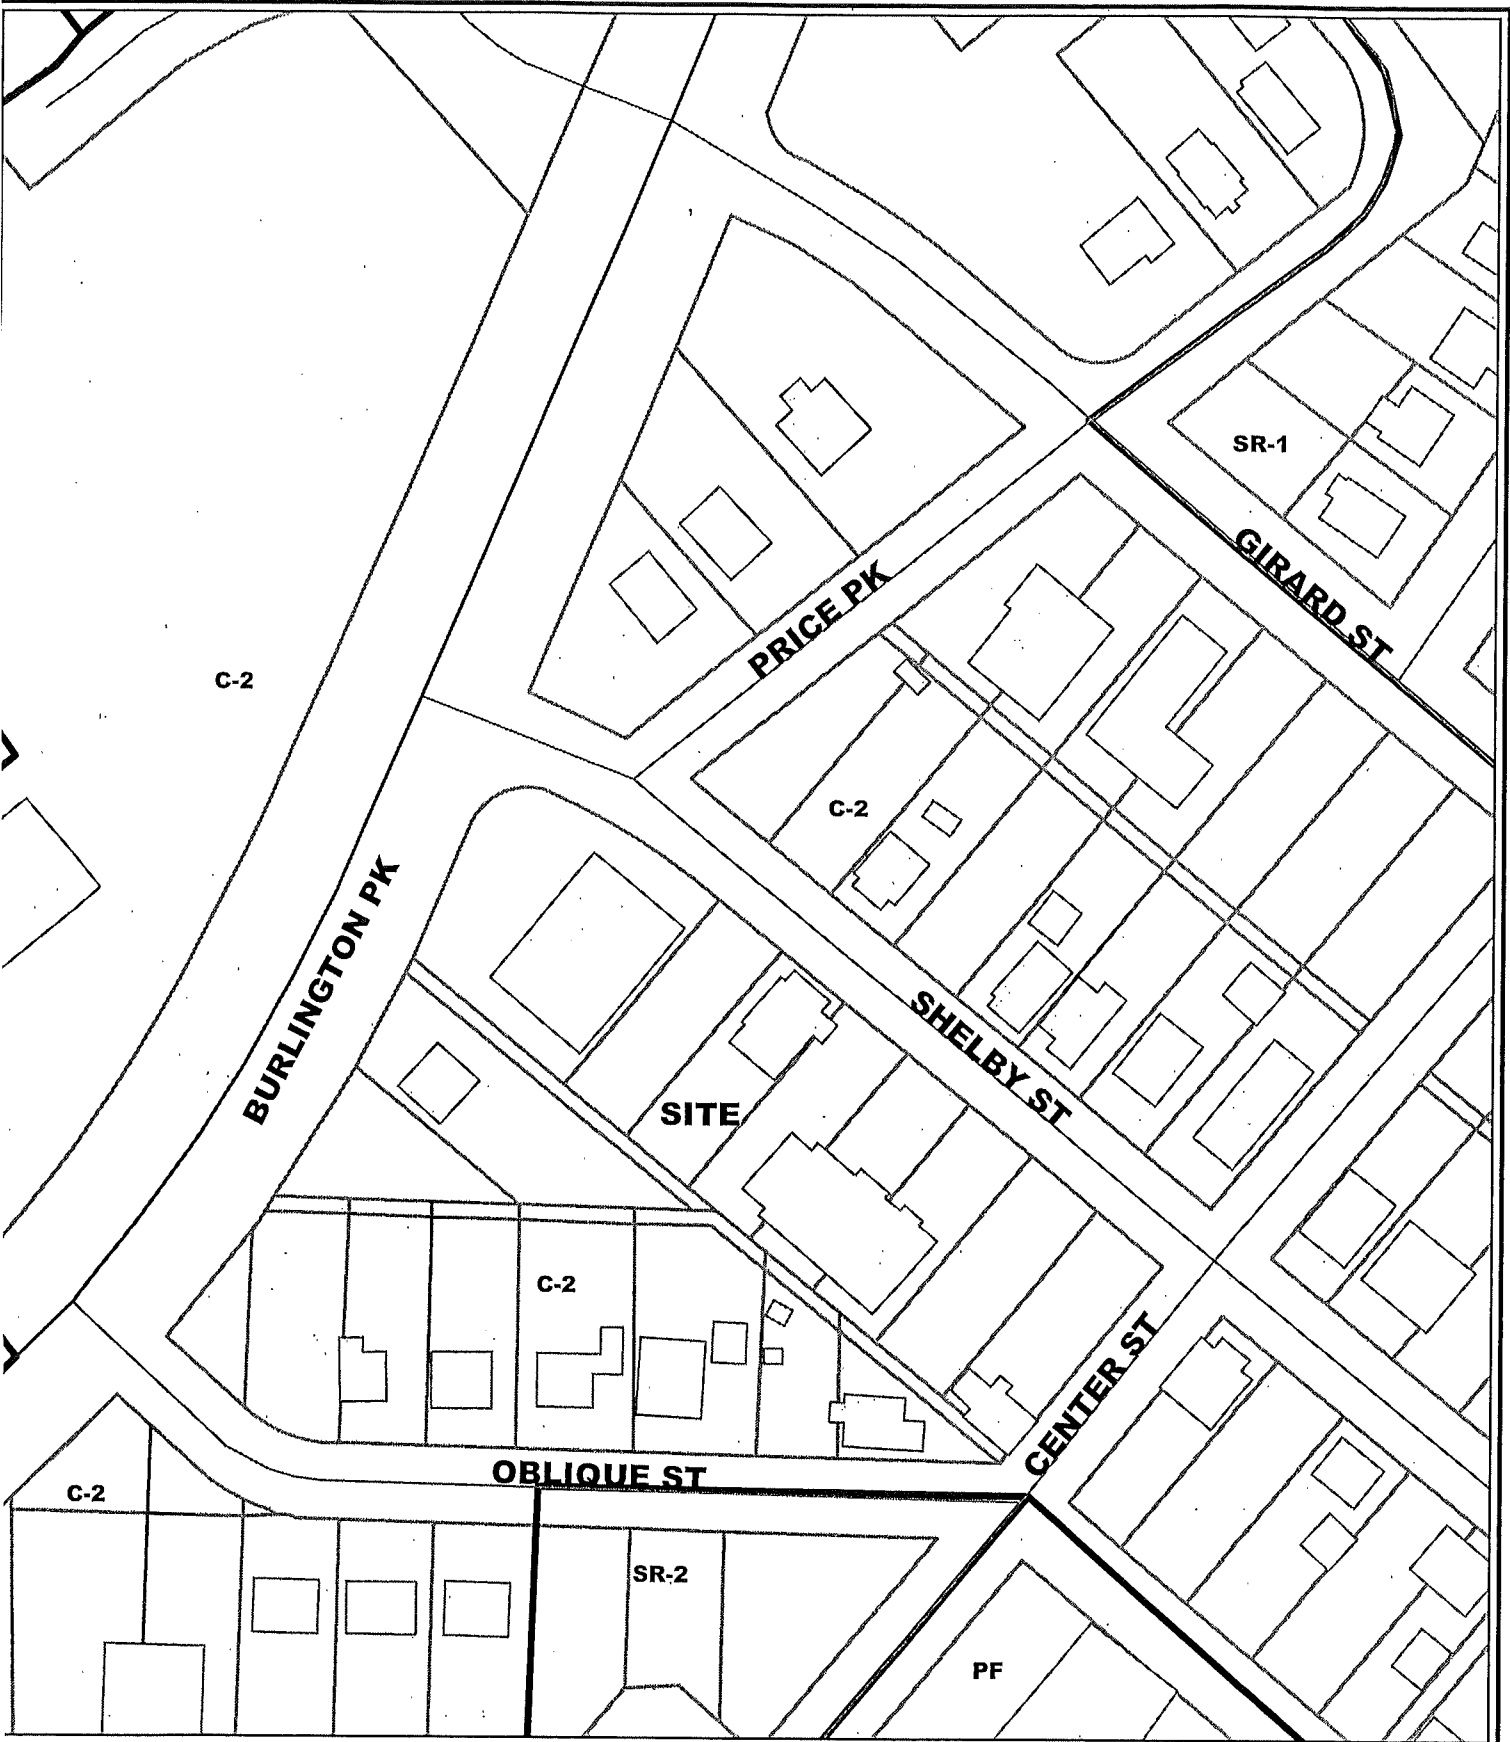 SR-1
GIRARD ST
PRICE PK
C-2
C-2
BURLINGTON PK
SHELBY ST
SITE
C-2
CENTER ST
OBLIQUE ST
C-2
SR-2
PF